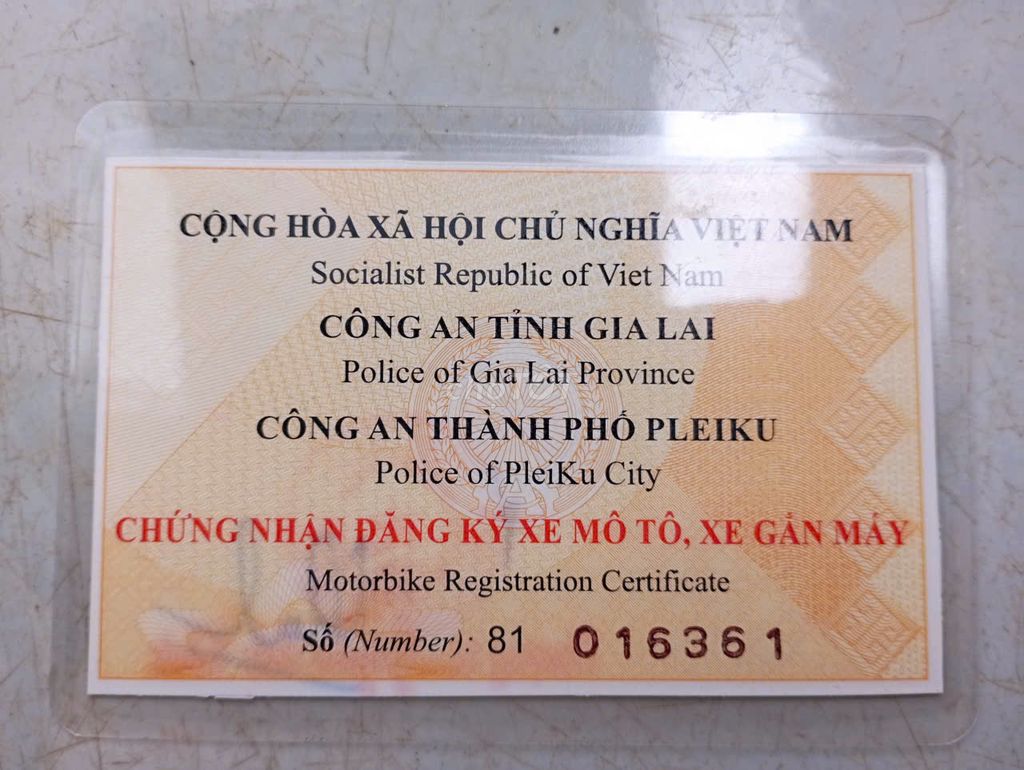 CỘNG HÒA XÃ HỘI CHỦ NGHĨA VIỆT NAM
Socialist Republic of Viet Nam
CÔNG AN TỈNH GIA LAI
Police of Gia Lai Province
CÔNG AN THÀNH PHỐ PLEIKU
Police of PleiKu City
CHỨNG NHẬN ĐĂNG KÝ XE MÔ TÔ, XE GẮN MÁY
Motorbike Registration Certificate
Số (Number): 81 016361